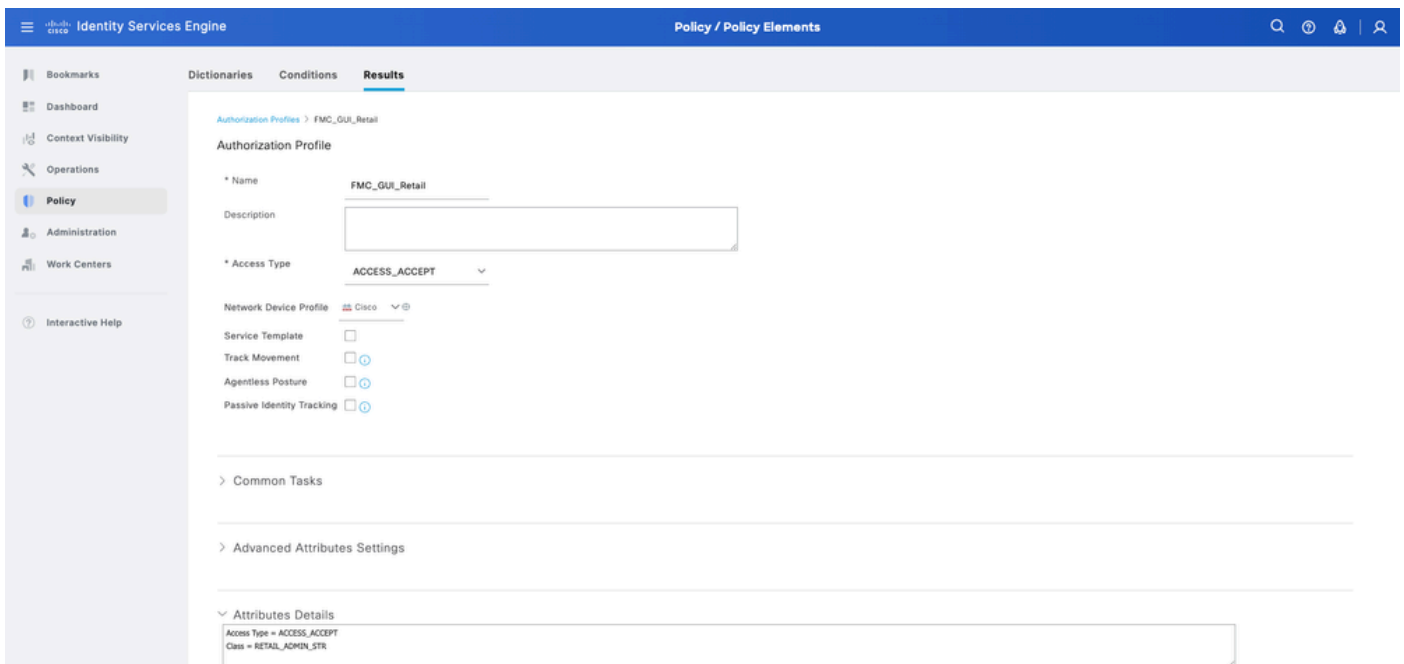 cisco Identity Services Engine
Policy / Policy Elements
Bookmarks
Dashboard
Context Visibility
Operations
Policy
Administration
Work Centers
Interactive Help
Dictionaries Conditions Results
Authorization Profiles > FMC_GUI_Retail
Authorization Profile
* Name FMC_GUI_Retail
Description
* Access Type ACCESS_ACCEPT
Network Device Profile Cisco
Service Template
Track Movement
Agentless Posture
Passive Identity Tracking
Common Tasks
Advanced Attributes Settings
Attributes Details
Access Type = ACCESS_ACCEPT
Class = RETAIL_ADMIN_STR